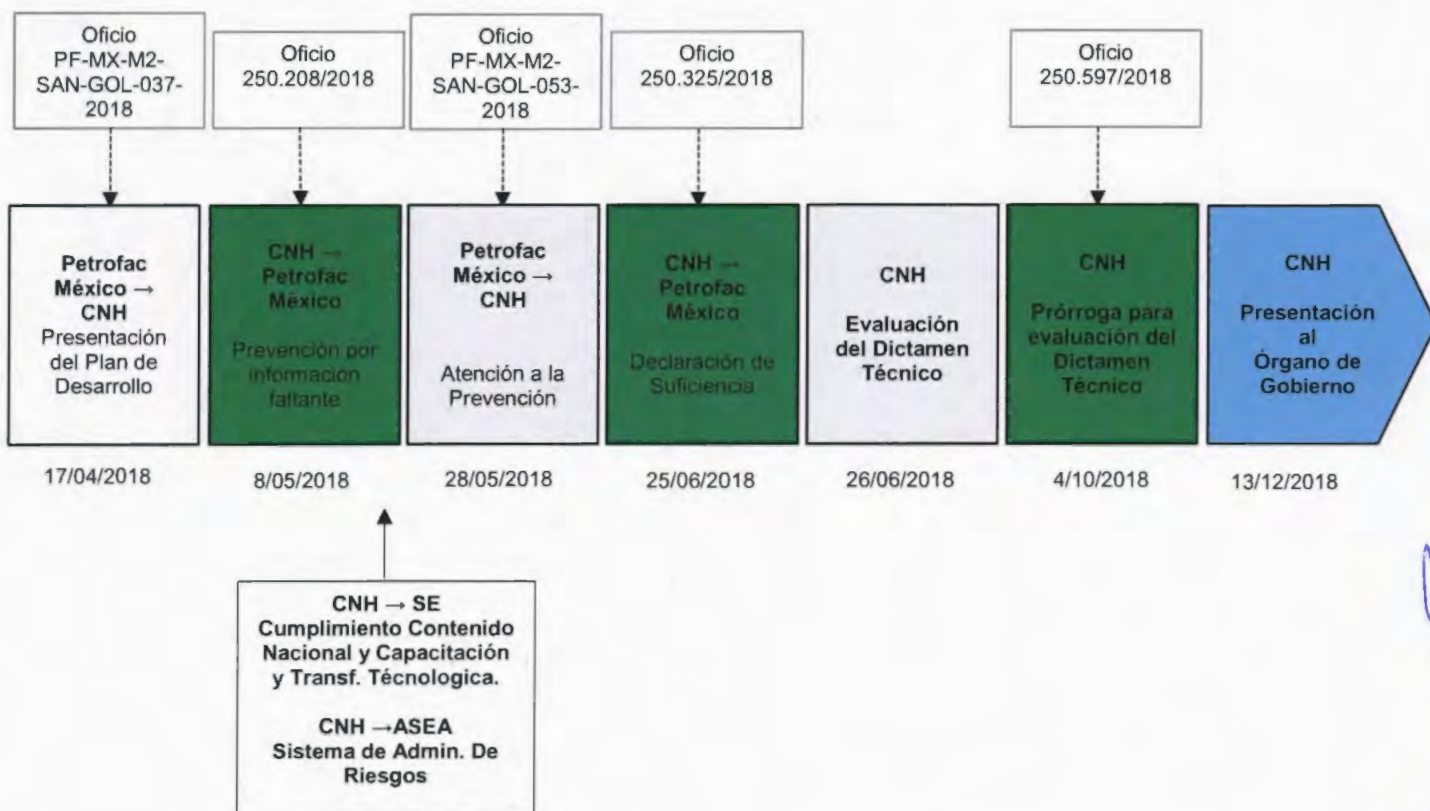 Oficio
PF-MX-M2-
SAN-GOL-037-
2018
Oficio
250.208/2018
Oficio
PF-MX-M2-
SAN-GOL-053-
2018
Oficio
250.325/2018
Oficio
250.597/2018
Petrofac
México →
CNH
Presentación
del Plan de
Desarrollo
CNH →
Petrofac
México
Prevención por
información
faltante
Petrofac
México →
CNH
Atención a la
Prevención
CNH →
Petrofac
México
Declaración de
Suficiencia
CNH
Evaluación
del Dictamen
Técnico
CNH
Prórroga para
evaluación del
Dictamen
Técnico
CNH
Presentación
al
Órgano de
Gobierno
17/04/2018
8/05/2018
28/05/2018
25/06/2018
26/06/2018
4/10/2018
13/12/2018
CNH → SE
Cumplimiento Contenido
Nacional y Capacitación
y Transf. Técnologica.
CNH →ASEA
Sistema de Admin. De
Riesgos